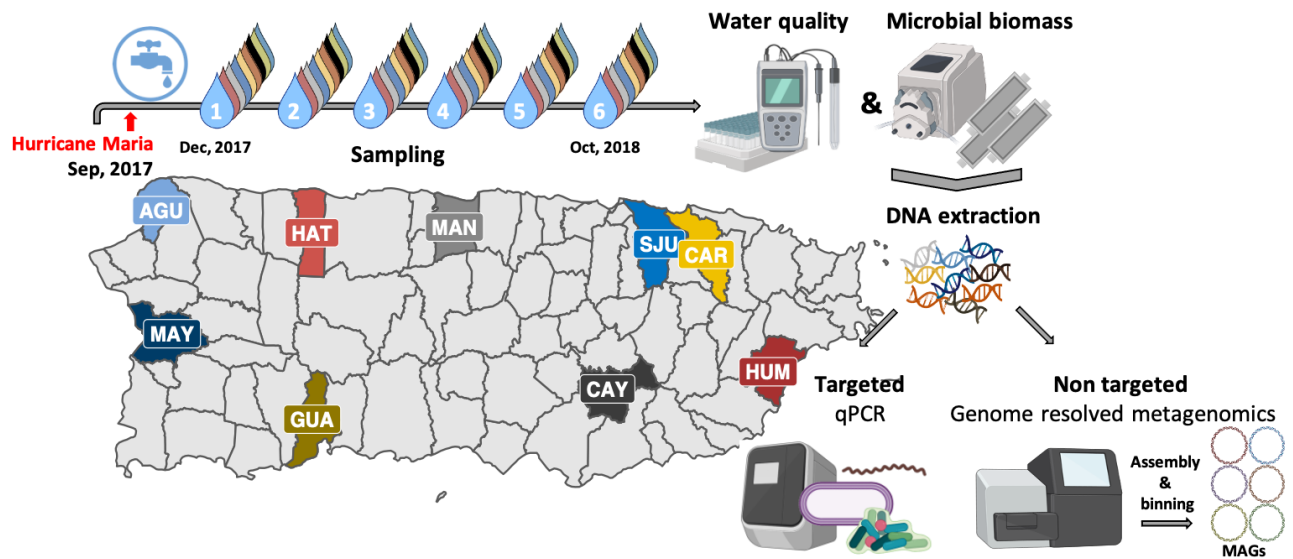 Water quality
Microbial biomass
&
1 2 3 4 5 6
Hurricane Maria
Sep, 2017
Dec, 2017
Sampling
Oct, 2018
AGU
HAT
MAN
SJU
CAR
MAY
GUA
CAY
HUM
DNA extraction
Targeted
qPCR
Non targeted
Genome resolved metagenomics
Assembly
&
binning
MAGs